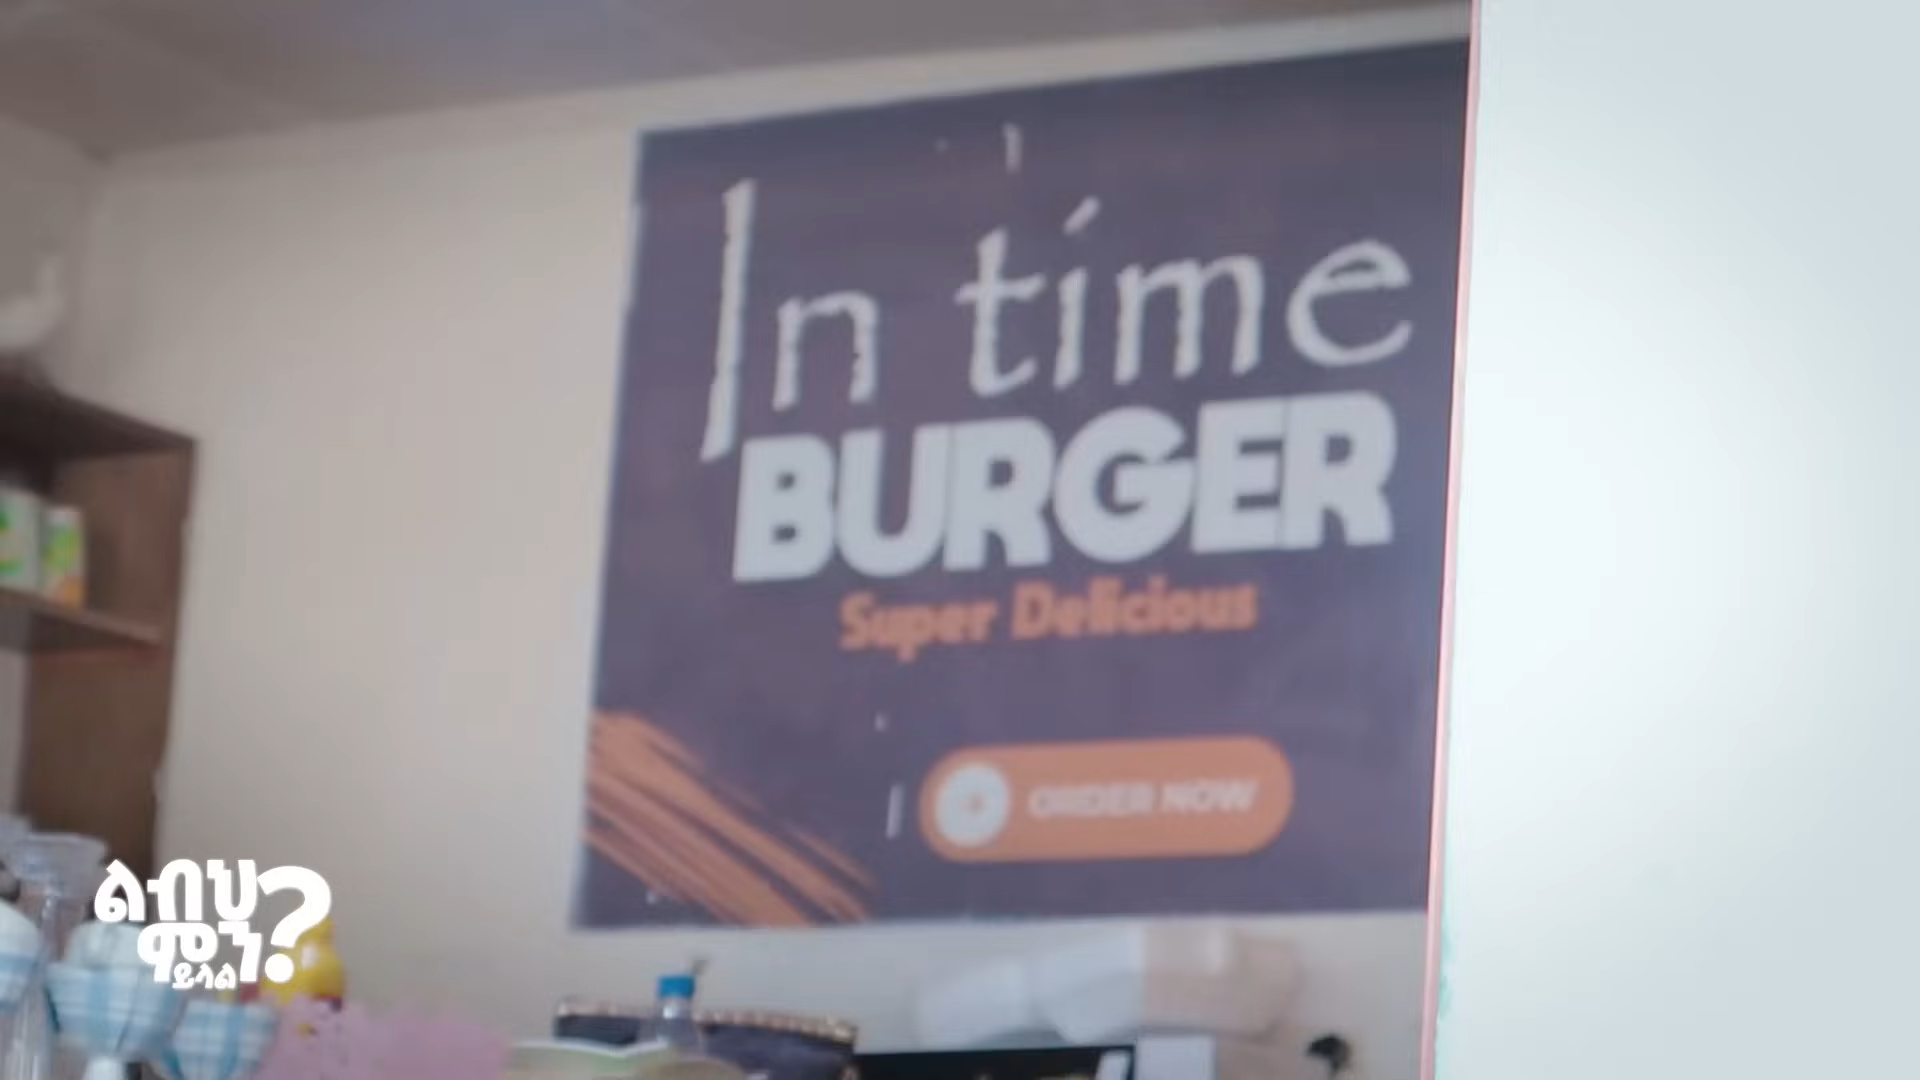 In time
BURGER
Super Delicious
ORDER NOW
ልብህ
ምን?
ይላል